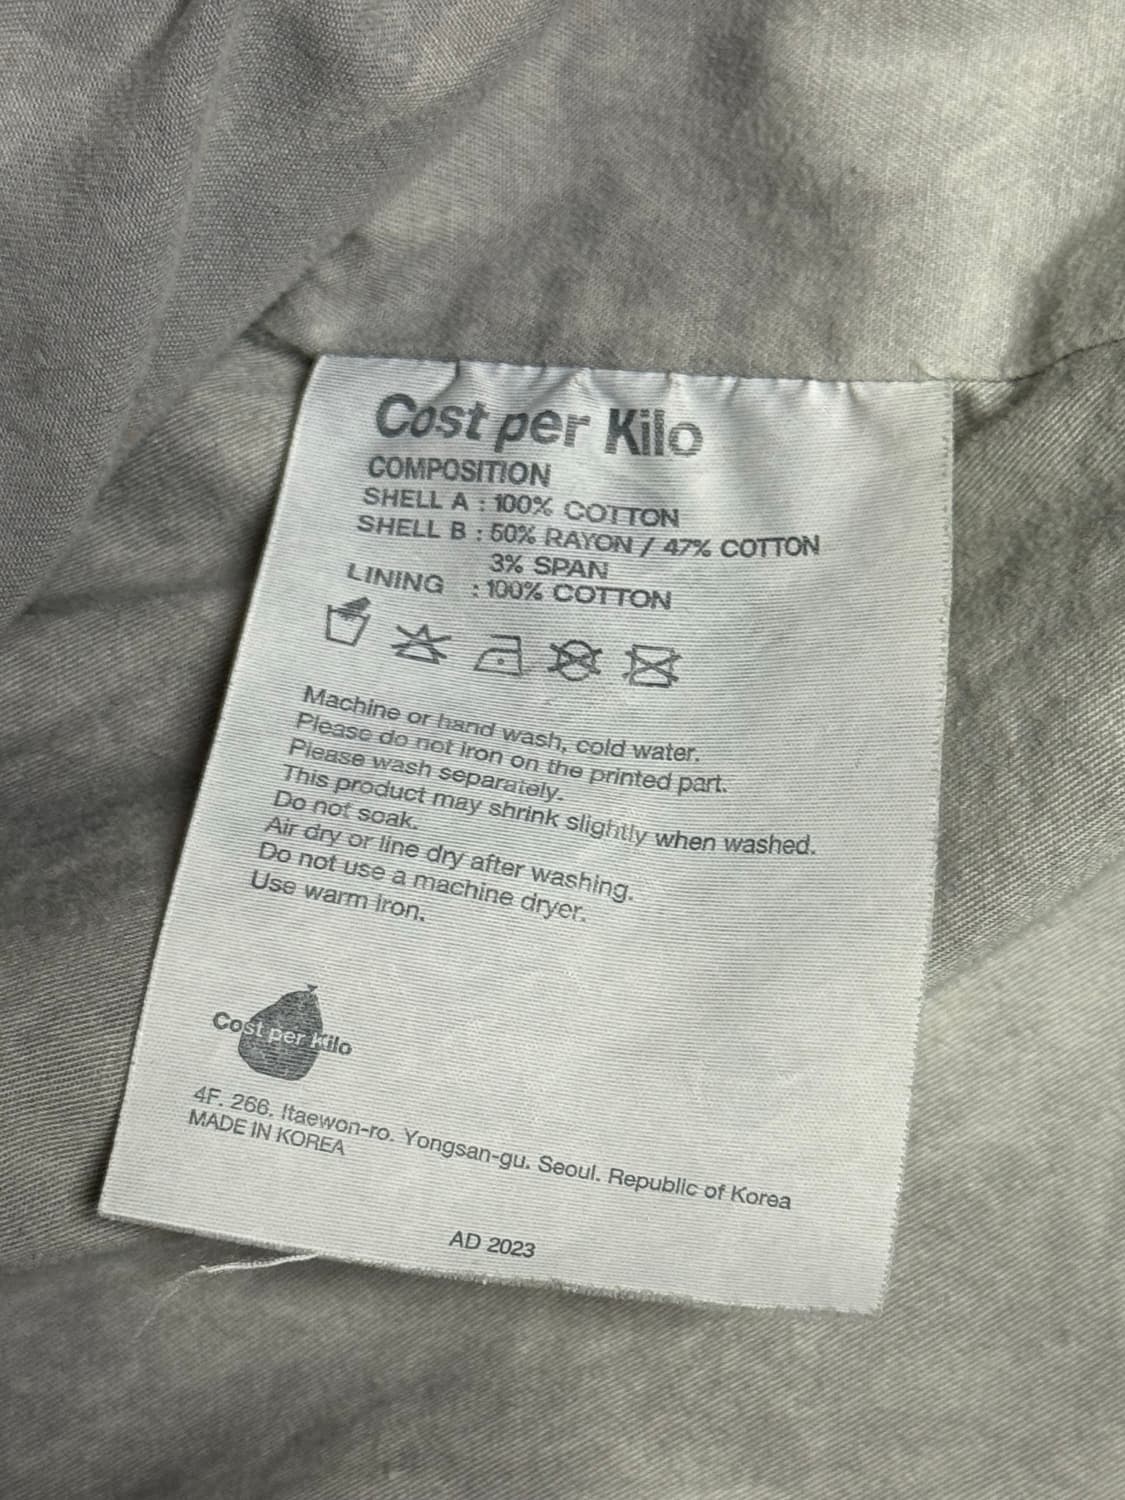 Cost per Kilo
COMPOSITION
SHELL A : 100% COTTON
SHELL B : 50% RAYON / 47% COTTON
3% SPAN
LINING : 100% COTTON
Machine or hand wash, cold water.
Please do not iron on the printed part.
Please wash separately.
This product may shrink slightly when washed.
Do not soak.
Air dry or line dry after washing.
Do not use a machine dryer.
Use warm iron.
Cost per Kilo
4F. 266. Itaewon-ro. Yongsan-gu. Seoul. Republic of Korea
MADE IN KOREA
AD 2023